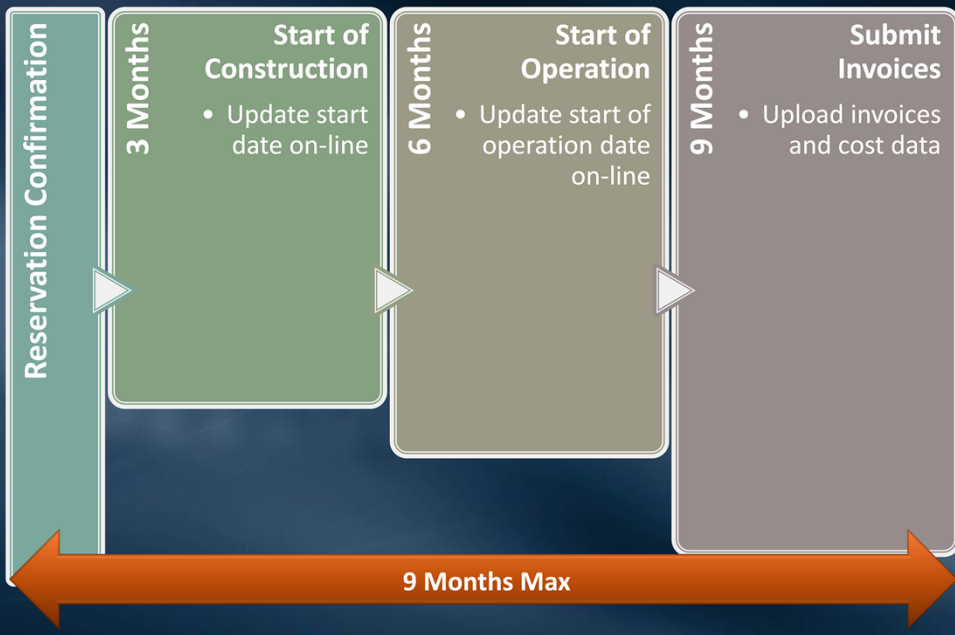 Reservation Confirmation
3 Months
Start of
Construction
• Update start
date on-line
6 Months
Start of
Operation
• Update start of
operation date
on-line
9 Months
Submit
Invoices
• Upload invoices
and cost data
9 Months Max